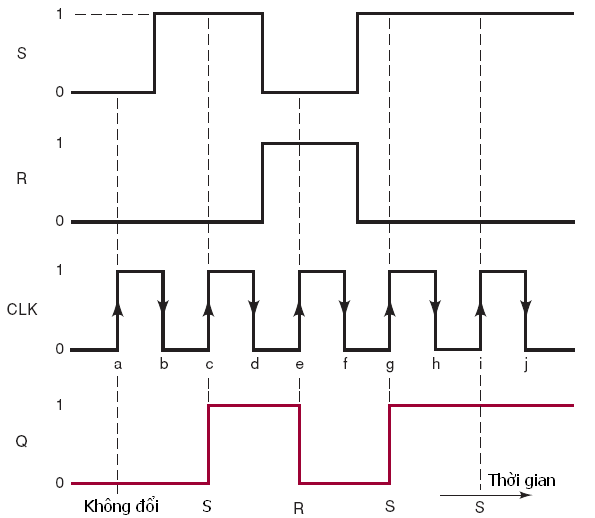 1
S
0
1
R
0
1
CLK
0
a b c d e f g h i j
1
Q
0
Thời gian
Không đổi S R S S